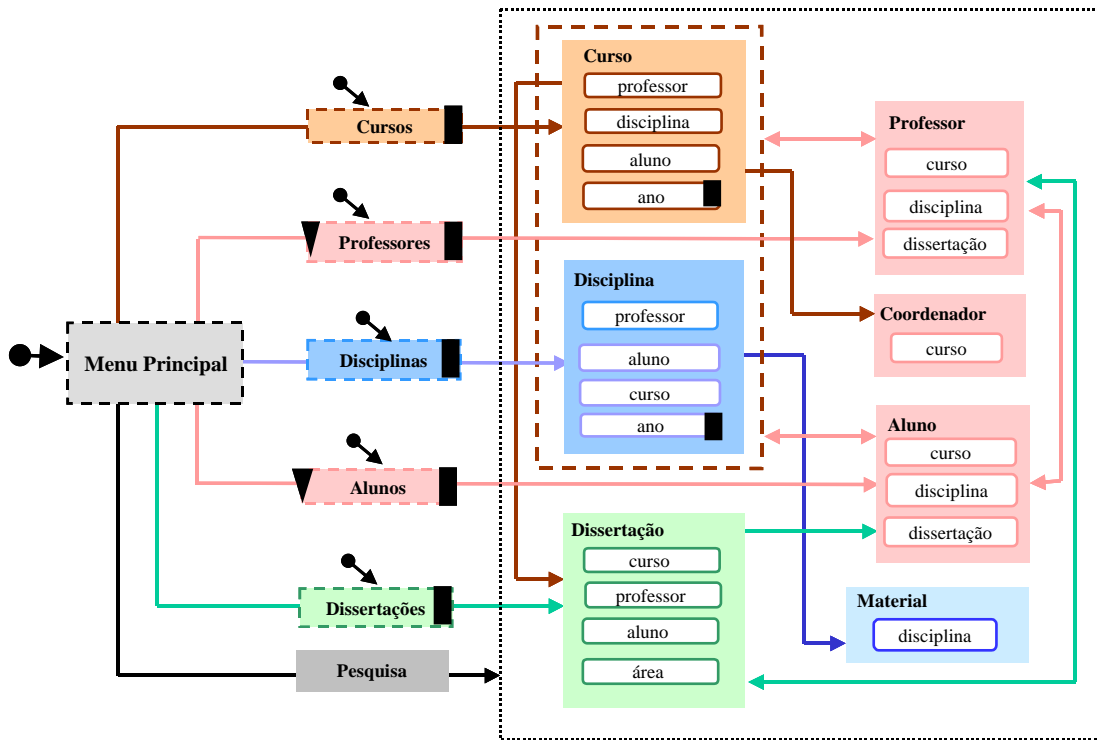 Menu Principal
Cursos
Professores
Disciplinas
Alunos
Dissertações
Pesquisa
Curso
professor
disciplina
aluno
ano
Disciplina
professor
aluno
curso
ano
Dissertação
curso
professor
aluno
área
Professor
curso
disciplina
dissertação
Coordenador
curso
Aluno
curso
disciplina
dissertação
Material
disciplina